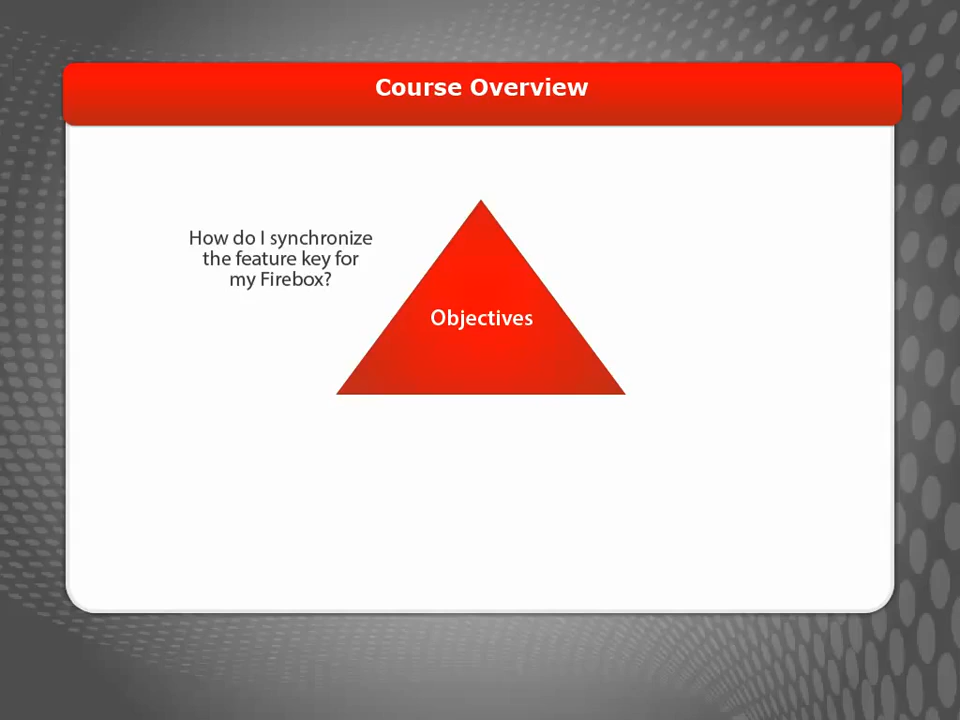 Course Overview
How do I synchronize
the feature key for
my Firebox?
Objectives